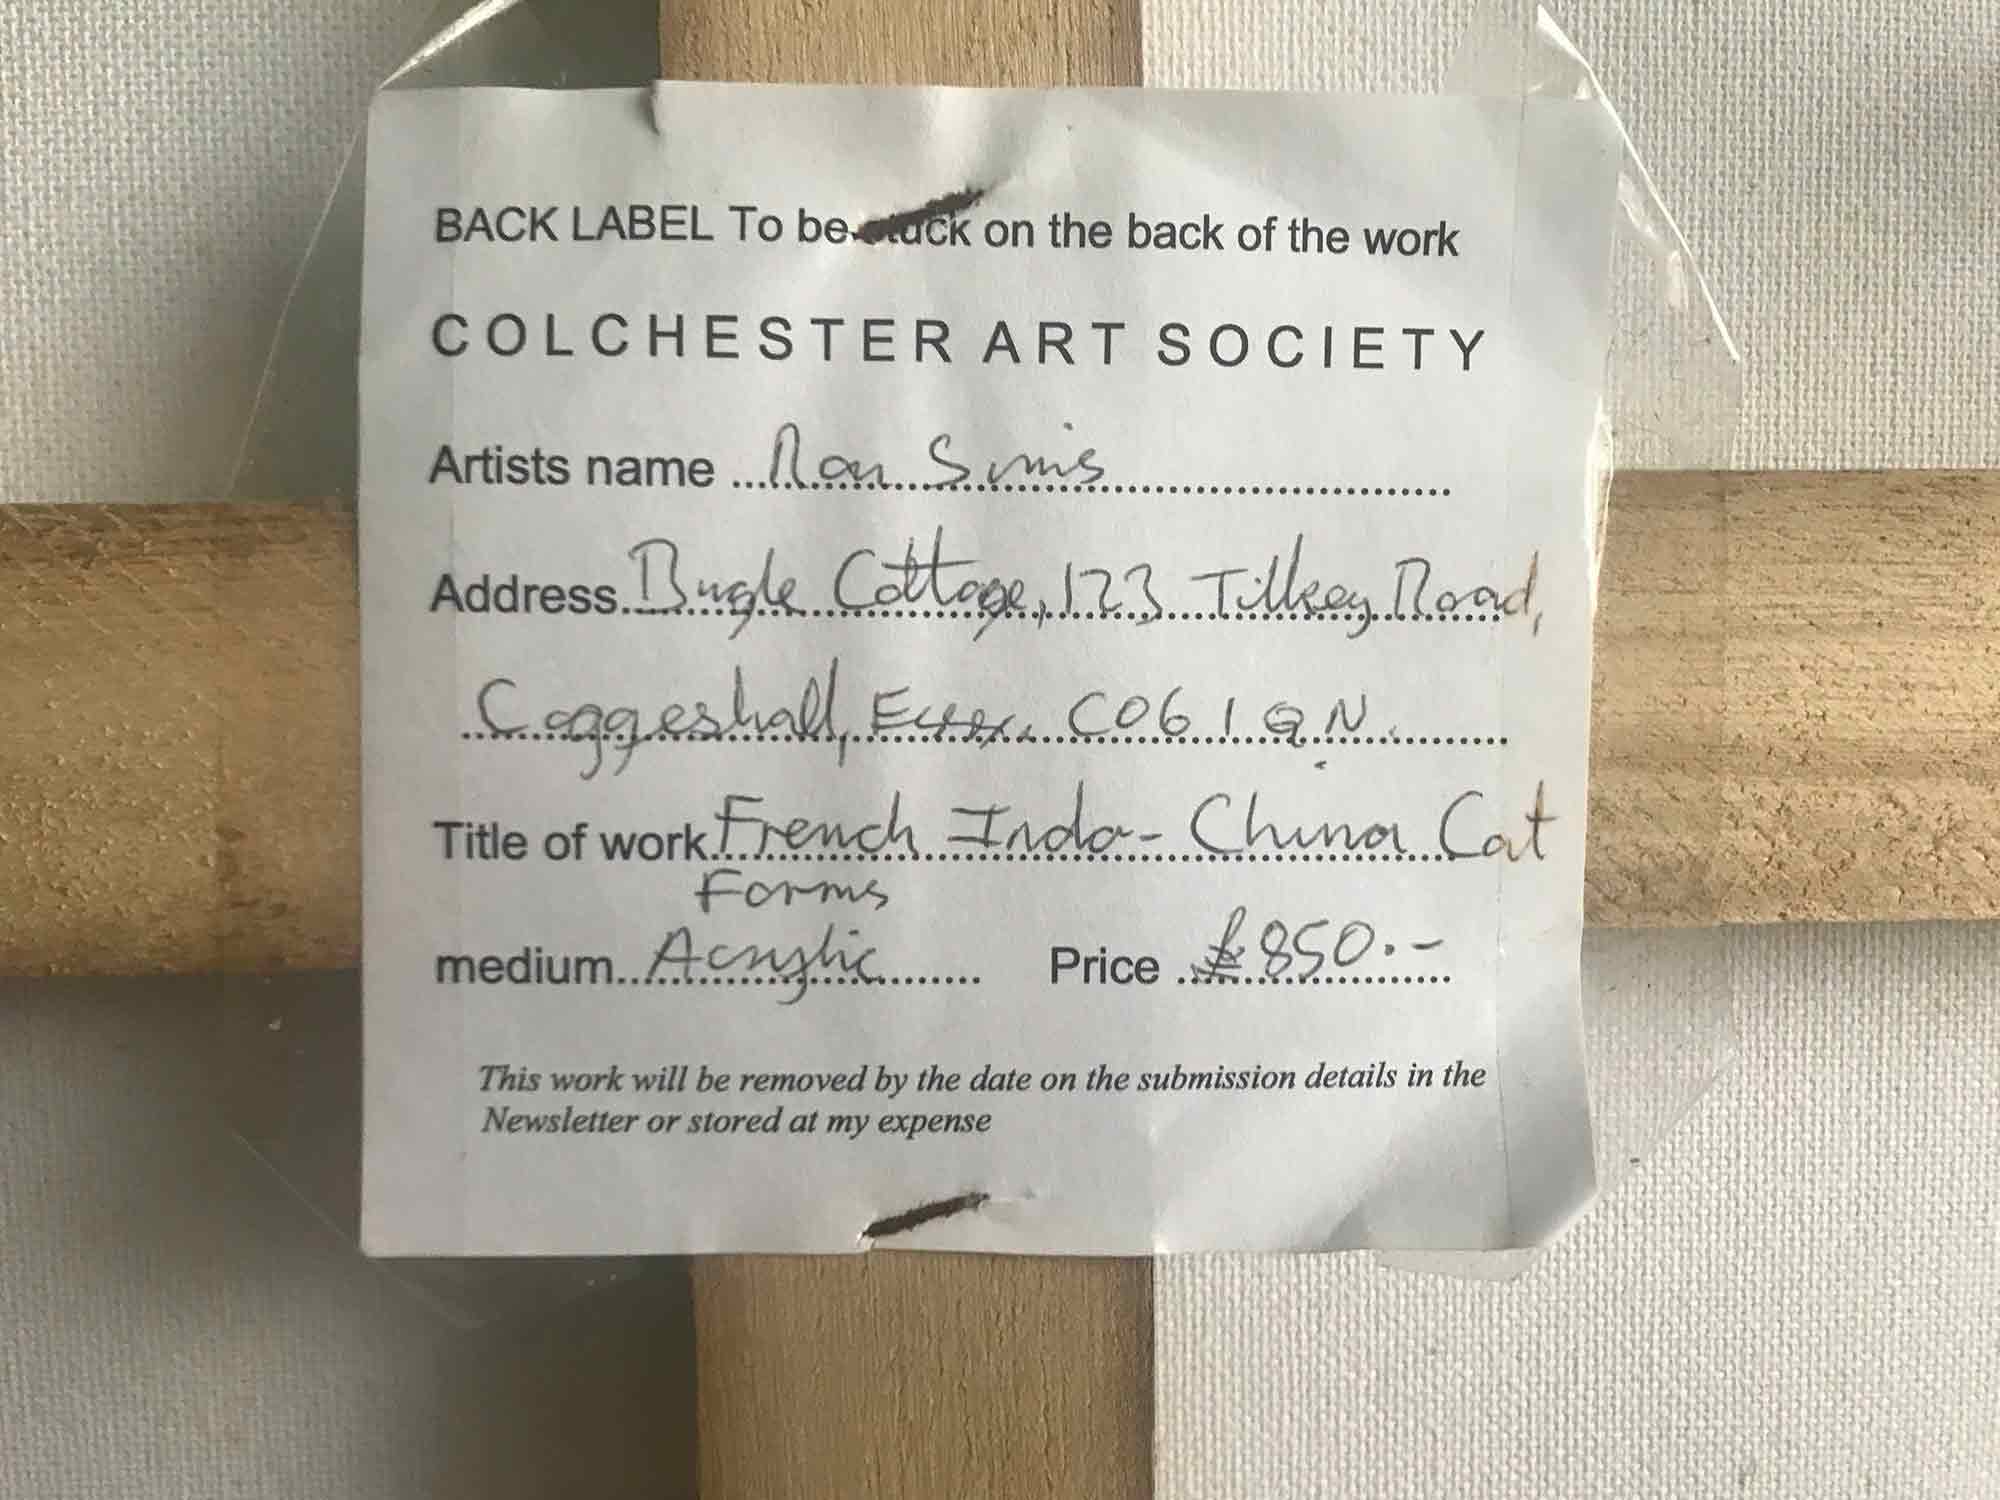 BACK LABEL To be stuck on the back of the work
COLCHESTER ART SOCIETY
Artists name ...Ron Sims...
Address...Bugle Cottage, 123 Tilkey Road,
Coggeshall, Essex. CO6 1QN.
Title of work...French Indo-China Cat
Forms
medium...Acrylic... Price ...£850.-
This work will be removed by the date on the submission details in the
Newsletter or stored at my expense